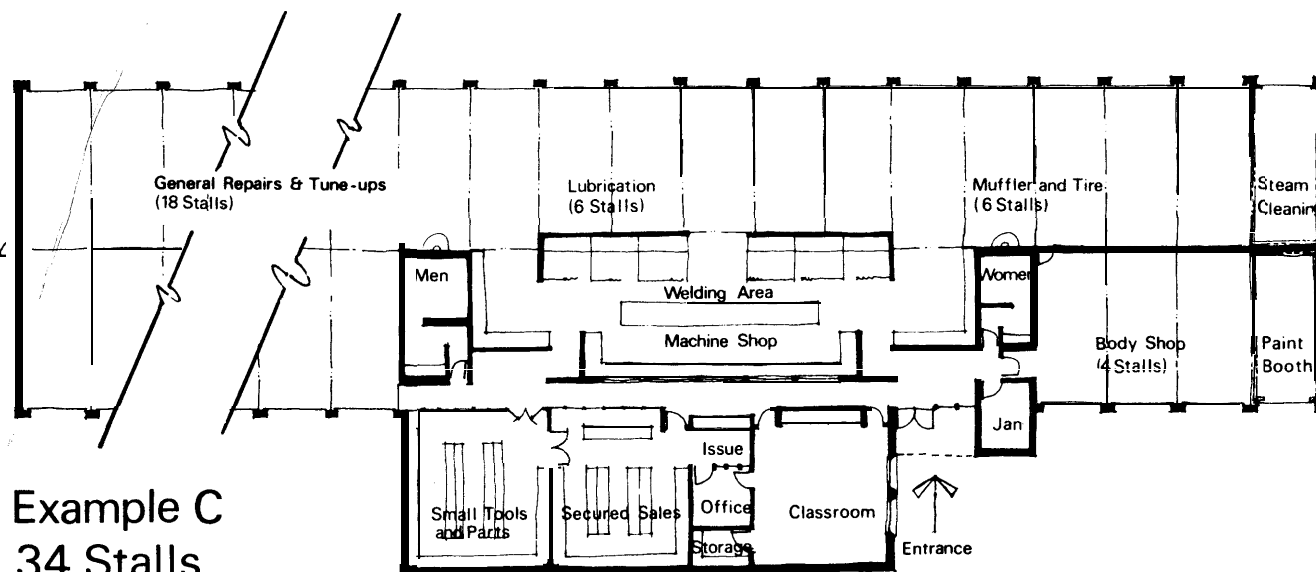 General Repairs & Tune-ups
(18 Stalls)
Lubrication
(6 Stalls)
Muffler and Tire
(6 Stalls)
Steam
Cleanin
Men
Welding Area
Women
Machine Shop
Body Shop
(4 Stalls)
Paint
Booth
Jan
Issue
Small Tools
and Parts
Secured Sales
Office
Classroom
Storage
Entrance
Example C
34 Stalls